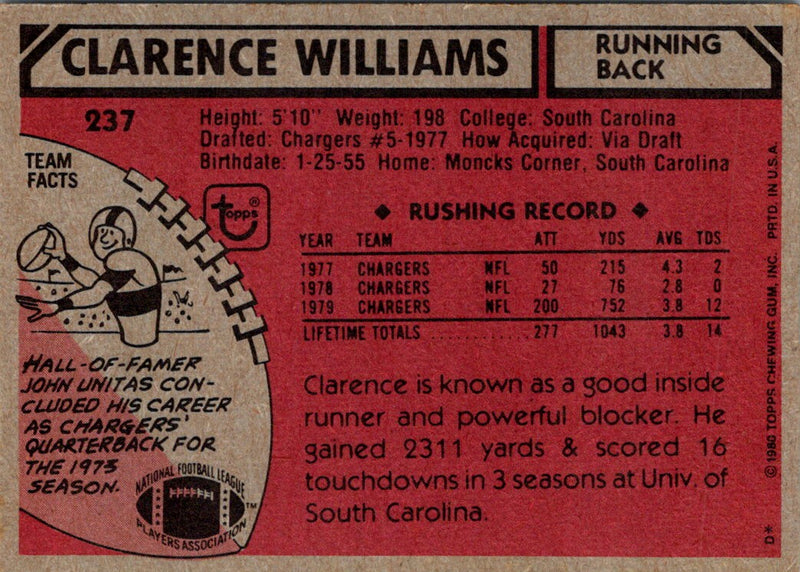 CLARENCE WILLIAMS
RUNNING
BACK
237
Height: 5'10" Weight: 198 College: South Carolina
Drafted: Chargers #5-1977 How Acquired: Via Draft
Birthdate: 1-25-55 Home: Moncks Corner, South Carolina
TEAM
FACTS
Topps®
◆ RUSHING RECORD ◆
YEAR TEAM ATT YDS AVG TDS
1977 CHARGERS NFL 50 215 4.3 2
1978 CHARGERS NFL 27 76 2.8 0
1979 CHARGERS NFL 200 752 3.8 12
LIFETIME TOTALS ............ 277 1043 3.8 14
HALL-OF-FAMER
JOHN UNITAS CON-
CLUDED HIS CAREER
AS CHARGERS'
QUARTERBACK FOR
THE 1973
SEASON.
Clarence is known as a good inside
runner and powerful blocker. He
gained 2311 yards & scored 16
touchdowns in 3 seasons at Univ. of
South Carolina.
NATIONAL FOOTBALL LEAGUE
PLAYERS ASSOCIATION
TM
© 1980 TOPPS CHEWING GUM, INC. PRTD. IN U.S.A.
D*